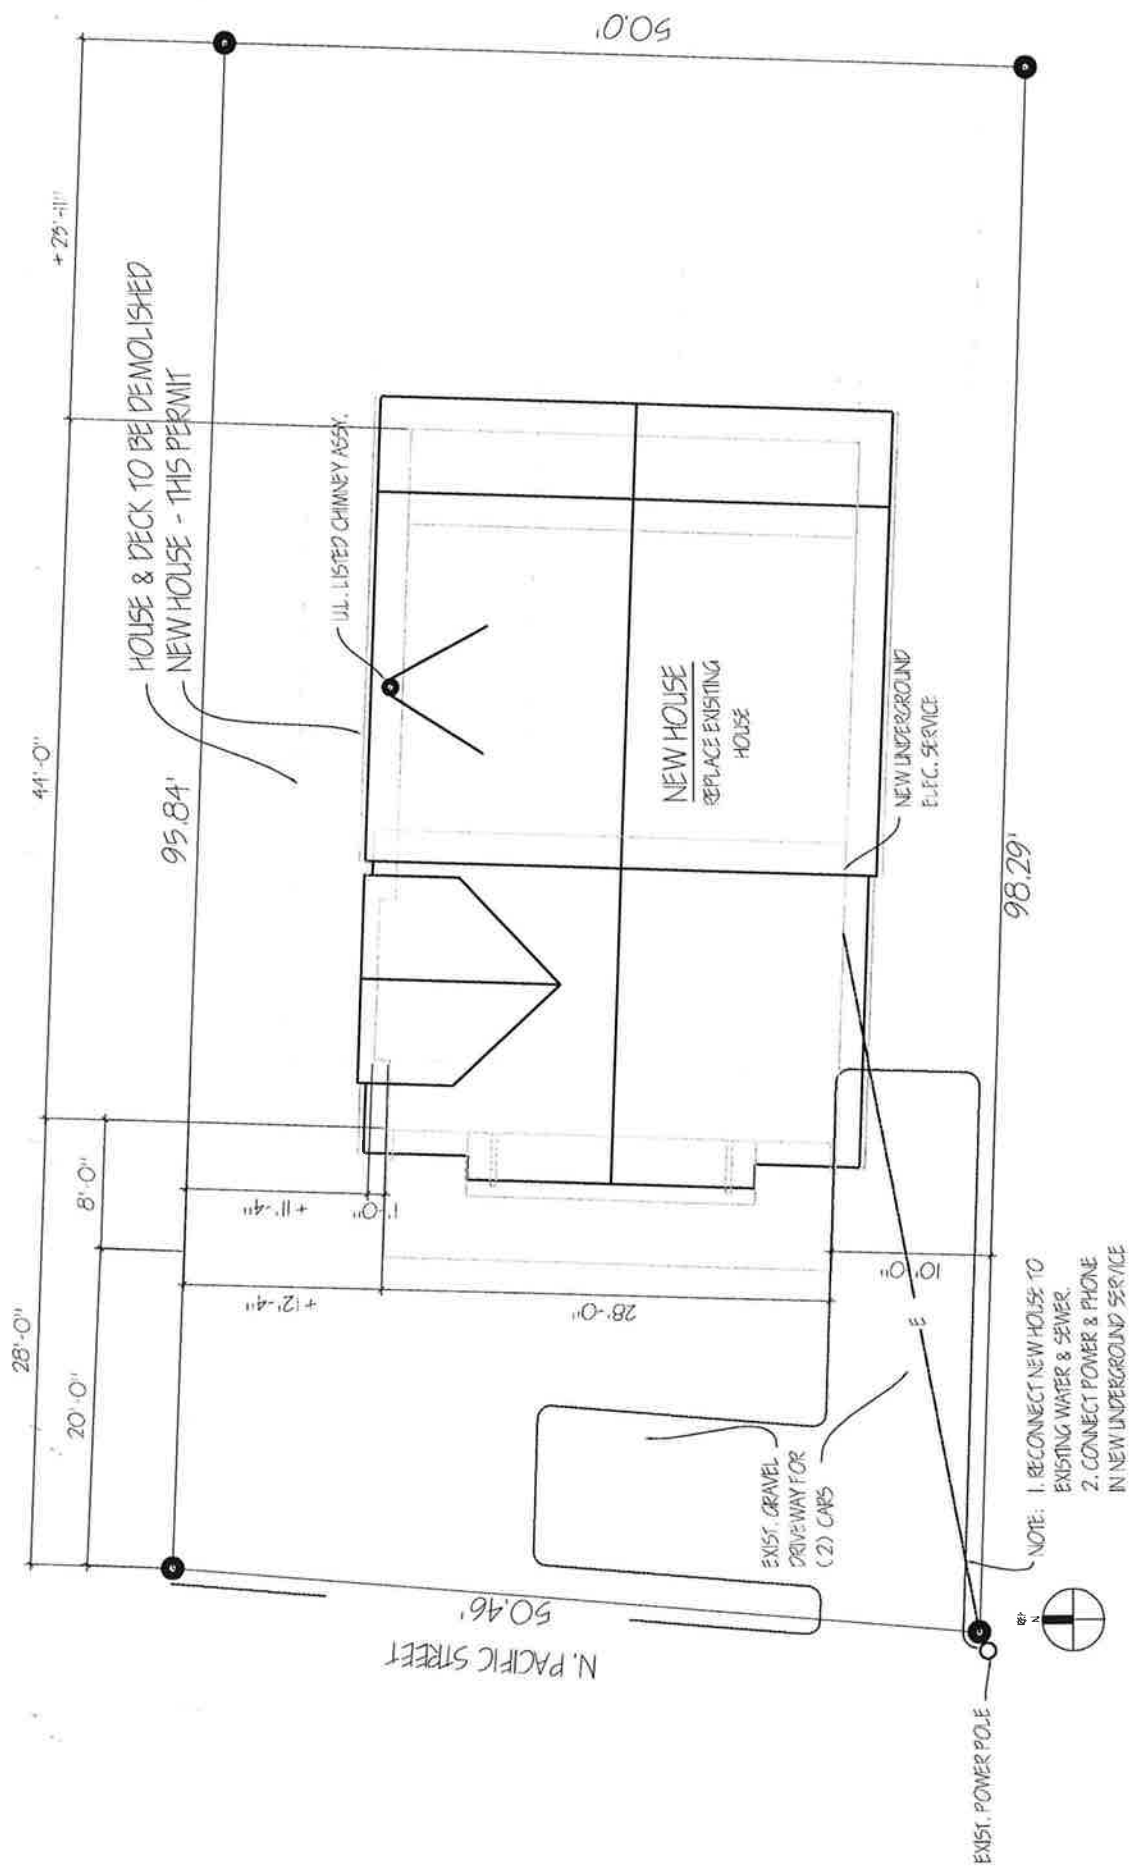 50.0'
+ 23'-11"
HOUSE & DECK TO BE DEMOLISHED
NEW HOUSE - THIS PERMIT
U.L. LISTED CHIMNEY ASSY.
44'-0"
95.84'
NEW HOUSE
REPLACE EXISITING
HOUSE
NEW UNDERGROUND
ELEC. SERVICE
98.29'
8'-0"
28'-0"
20'-0"
+ 11'-4"
1'-0"
+12'-4"
28'-0"
10'-0"
E
EXIST. GRAVEL
DRIVEWAY FOR
(2) CARS
50.46'
N. PACIFIC STREET
NOTE: 1. RECONNECT NEW HOUSE TO
EXISTING WATER & SEWER.
2. CONNECT POWER & PHONE
IN NEW UNDERGROUND SERVICE
N
EXIST. POWER POLE